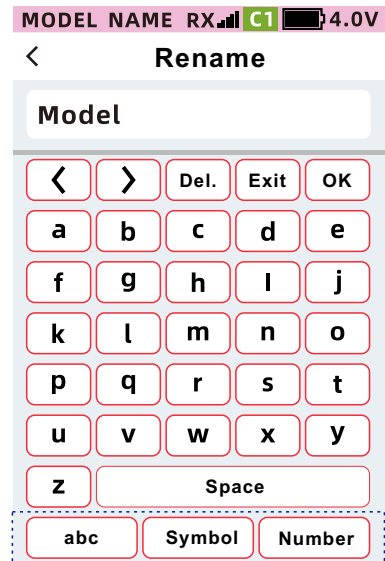 MODEL NAME RX C1 4.0V
< Rename
Model
< > Del. Exit OK
a b c d e
f g h I j
k l m n o
p q r s t
u v w x y
z Space
abc Symbol Number